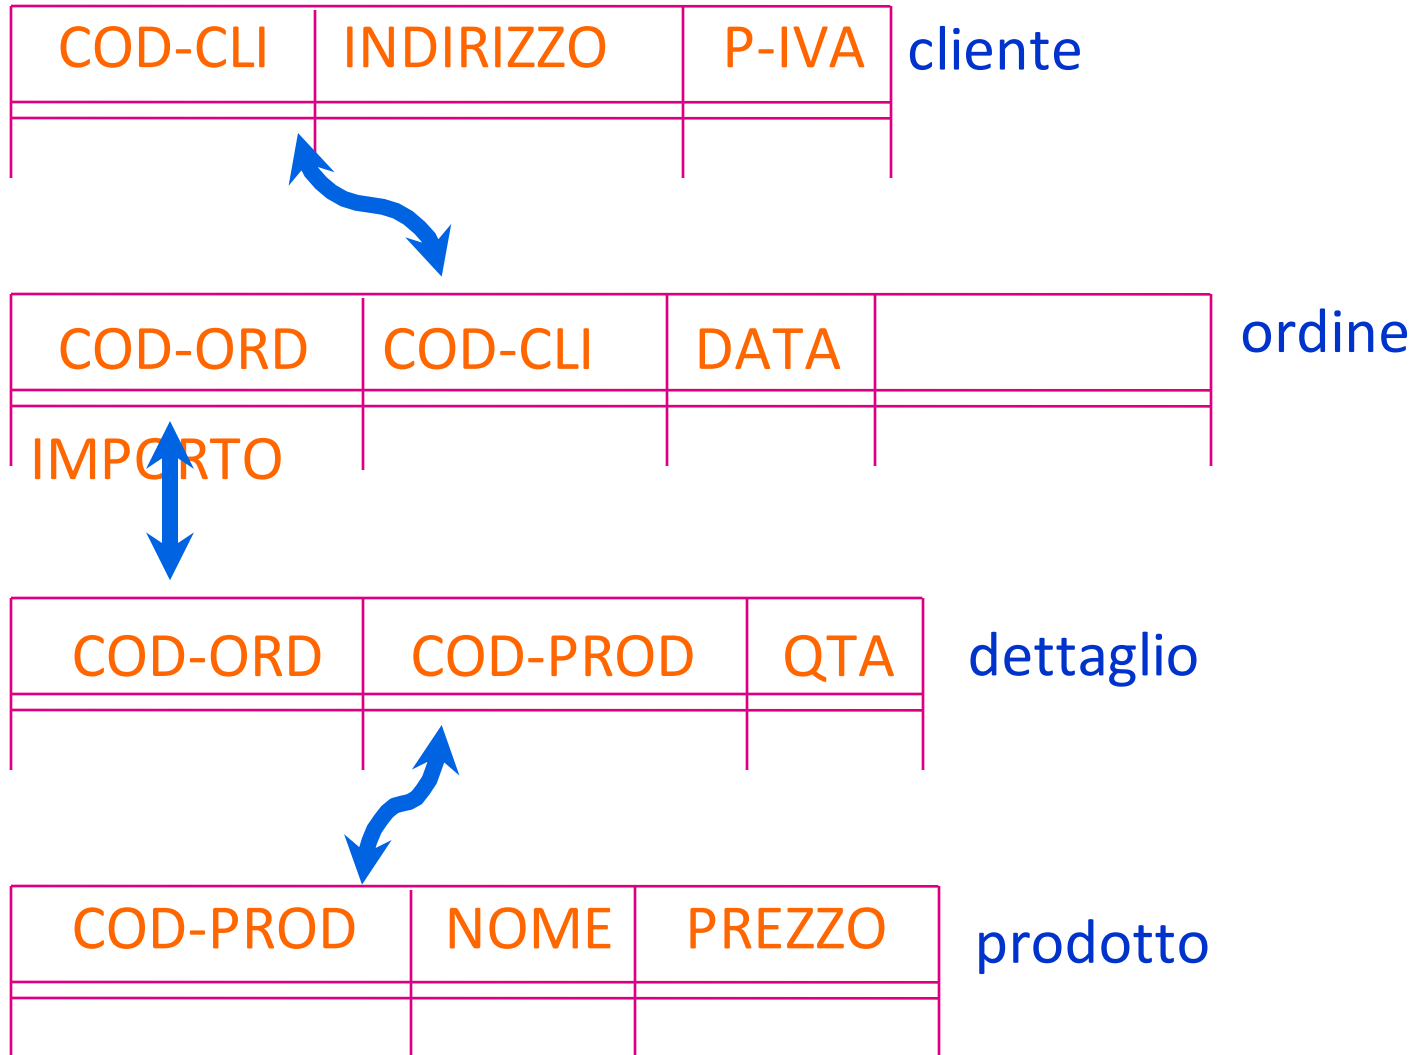 COD-CLI INDIRIZZO P-IVA cliente
COD-ORD COD-CLI DATA ordine
IMPORTO
COD-ORD COD-PROD QTA dettaglio
COD-PROD NOME PREZZO prodotto